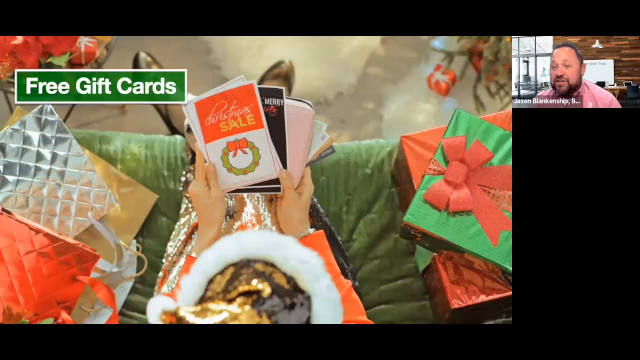 Free Gift Cards
christmas
SALE
MERRY
Jason Blankenship, B...